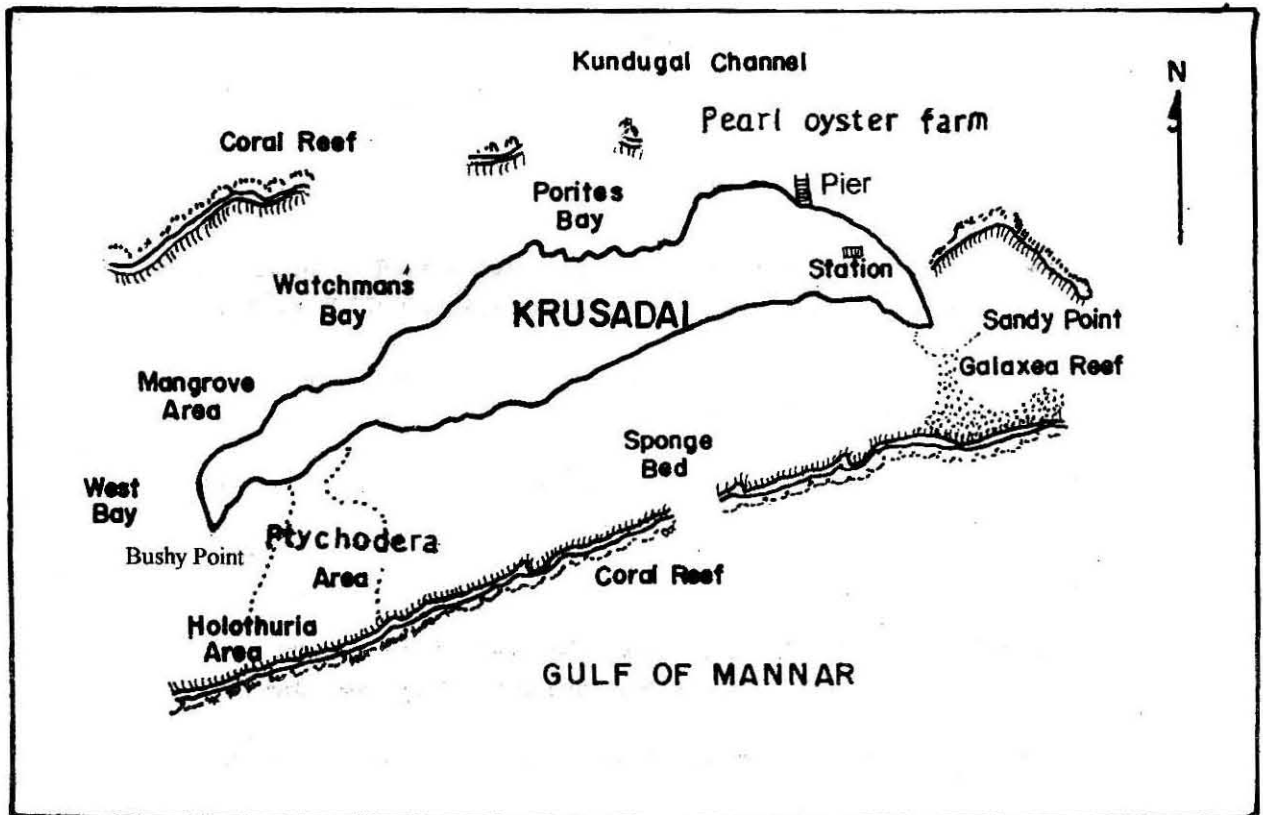 Kundugal Channel
N
Pearl oyster farm
Coral Reef
Pier
Porites
Bay
Station
Watchman's
Bay
KRUSADAI
Sandy Point
Galaxea Reef
Mangrove
Area
Sponge
Bed
West
Bay
Bushy Point
Ptychodera
Area
Coral Reef
Holothuria
Area
GULF OF MANNAR